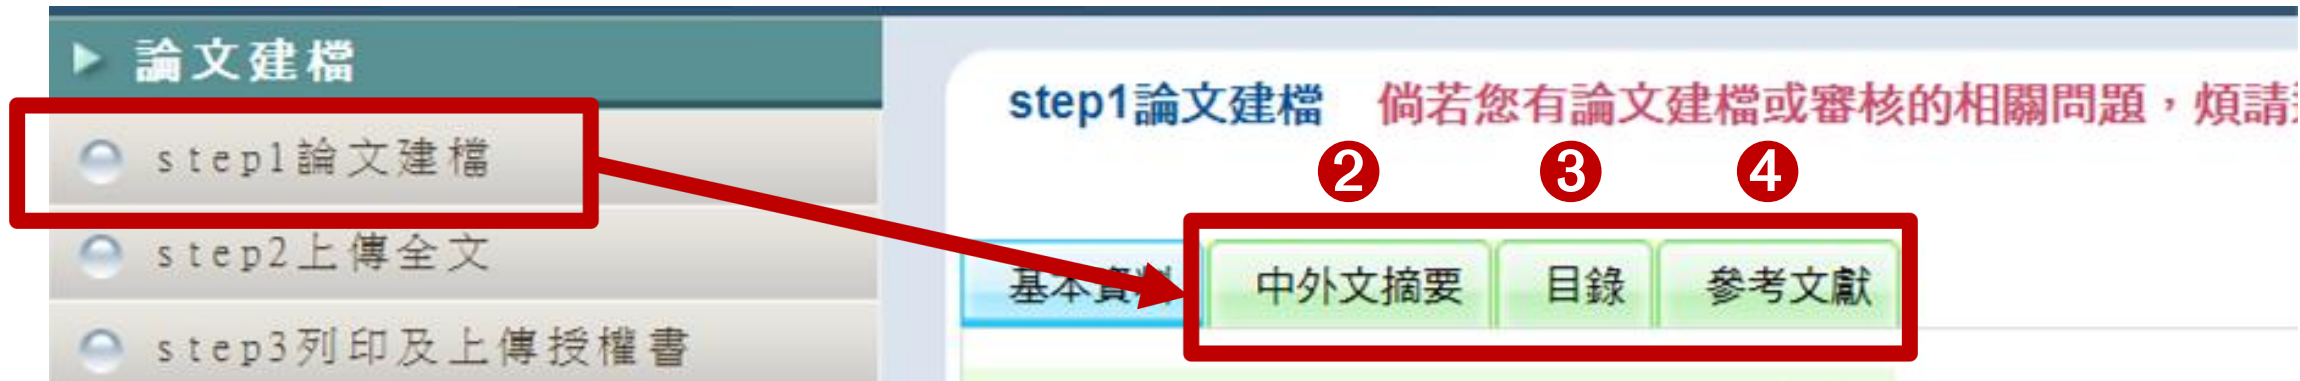 論文建檔
step1論文建檔
step2上傳全文
step3列印及上傳授權書
step1論文建檔 倘若您有論文建檔或審核的相關問題，煩請
2 3 4
基本資料 中外文摘要 目錄 參考文獻